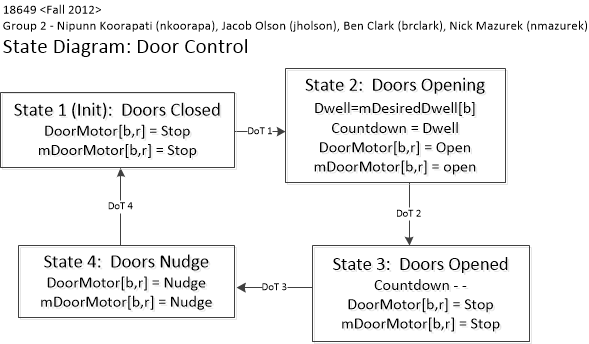 18649 <Fall 2012>
Group 2 - Nipunn Koorapati (nkoorapa), Jacob Olson (jholson), Ben Clark (brclark), Nick Mazurek (nmazurek)
State Diagram: Door Control
State 1 (Init): Doors Closed
DoorMotor[b,r] = Stop
mDoorMotor[b,r] = Stop
DoT 1
State 2: Doors Opening
Dwell=mDesiredDwell[b]
Countdown = Dwell
DoorMotor[b,r] = Open
mDoorMotor[b,r] = open
DoT 2
State 3: Doors Opened
Countdown - -
DoorMotor[b,r] = Stop
mDoorMotor[b,r] = Stop
DoT 3
State 4: Doors Nudge
DoorMotor[b,r] = Nudge
mDoorMotor[b,r] = Nudge
DoT 4